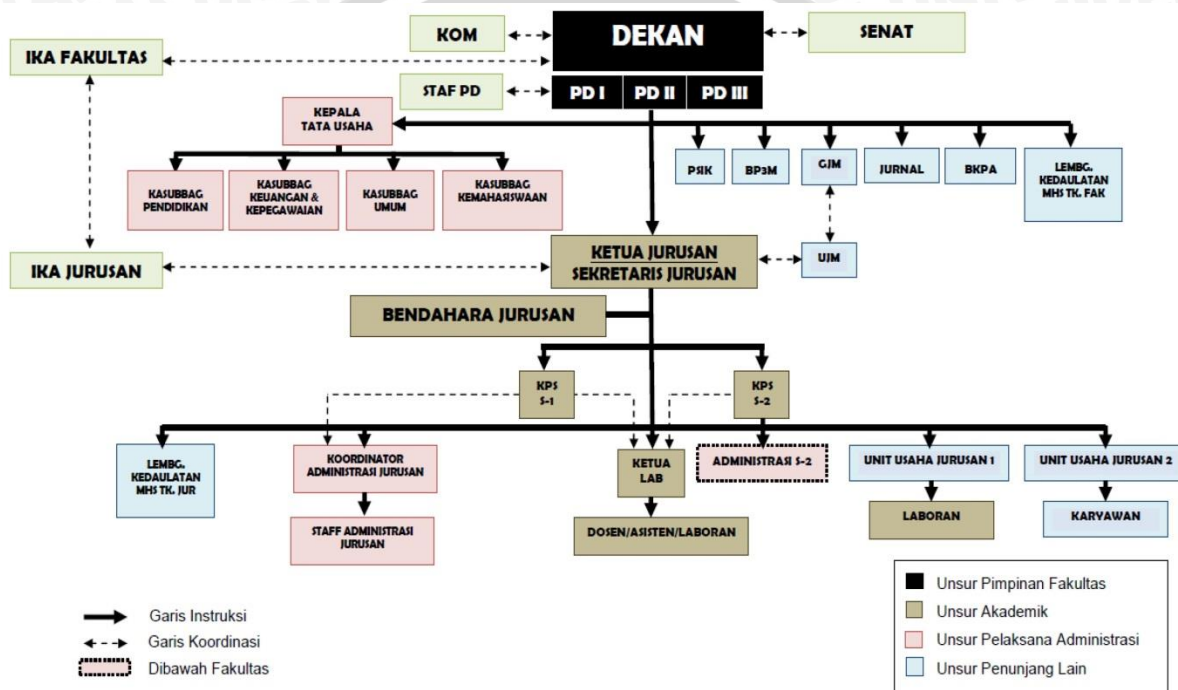 KOM
DEKAN
SENAT
IKA FAKULTAS
STAF PD
PD I
PD II
PD III
KEPALA
TATA USAHA
KASUBBAG
PENDIDIKAN
KASUBBAG
KEUANGAN &
KEPEGAWAIAN
KASUBBAG
UMUM
KASUBBAG
KEMAHASISWAAN
PSIK
BP3M
GJM
JURNAL
BKPA
LEMBG.
KEDAULATAN
MHS TK. FAK
IKA JURUSAN
KETUA JURUSAN
SEKRETARIS JURUSAN
UJM
BENDAHARA JURUSAN
KPS
S-1
KPS
S-2
LEMBG.
KEDAULATAN
MHS TK. JUR
KOORDINATOR
ADMINISTRASI JURUSAN
KETUA
LAB
ADMINISTRASI S-2
UNIT USAHA JURUSAN 1
UNIT USAHA JURUSAN 2
STAFF ADMINISTRASI
JURUSAN
DOSEN/ASISTEN/LABORAN
LABORAN
KARYAWAN
Garis Instruksi
Garis Koordinasi
Dibawah Fakultas
Unsur Pimpinan Fakultas
Unsur Akademik
Unsur Pelaksana Administrasi
Unsur Penunjang Lain